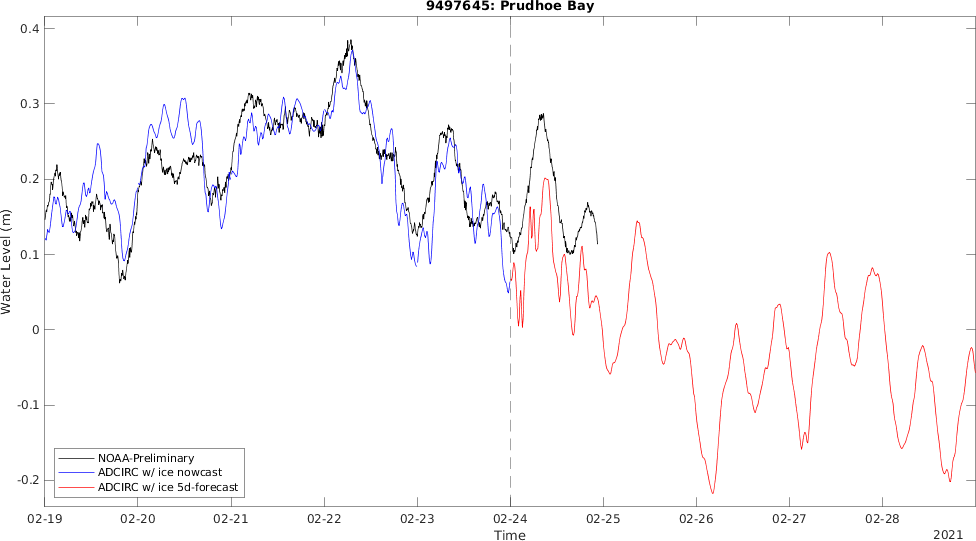 9497645: Prudhoe Bay
Water Level (m)
0.4
0.3
0.2
0.1
0
-0.1
-0.2
NOAA-Preliminary
ADCIRC w/ ice nowcast
ADCIRC w/ ice 5d-forecast
02-19 02-20 02-21 02-22 02-23 02-24 02-25 02-26 02-27 02-28
Time
2021